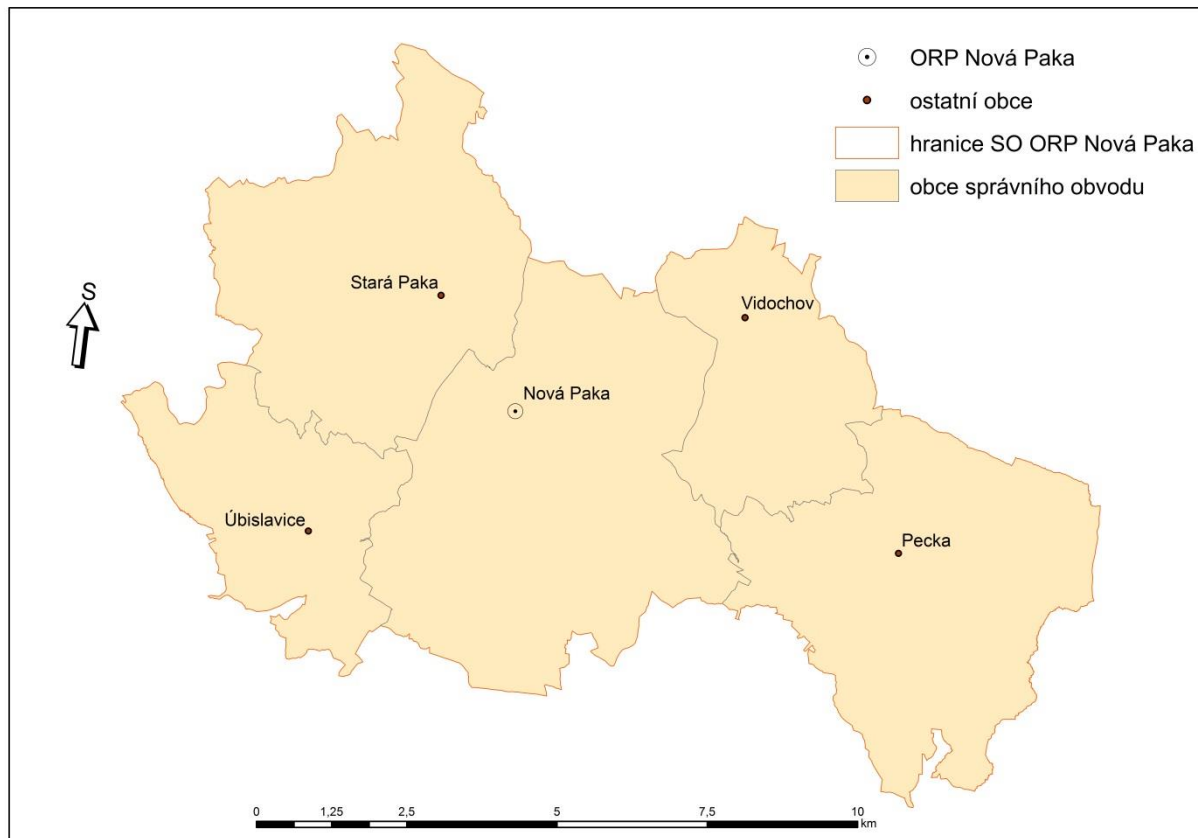 ORP Nová Paka
ostatní obce
hranice SO ORP Nová Paka
obce správního obvodu
S
Stará Paka
Vidochov
Nová Paka
Úbislavice
Pecka
0 1,25 2,5 5 7,5 10
km